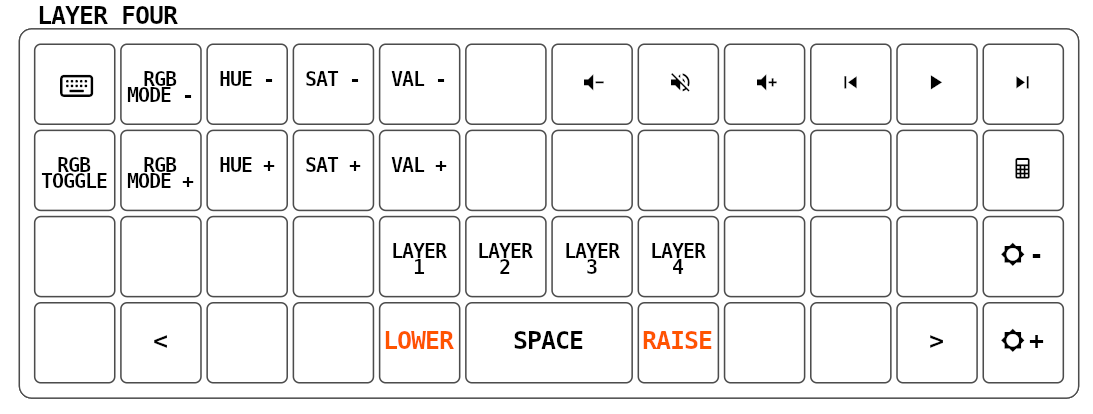 LAYER FOUR
RGB
MODE -
HUE -
SAT -
VAL -
RGB
TOGGLE
RGB
MODE +
HUE +
SAT +
VAL +
LAYER
1
LAYER
2
LAYER
3
LAYER
4
-
<
LOWER
SPACE
RAISE
>
+